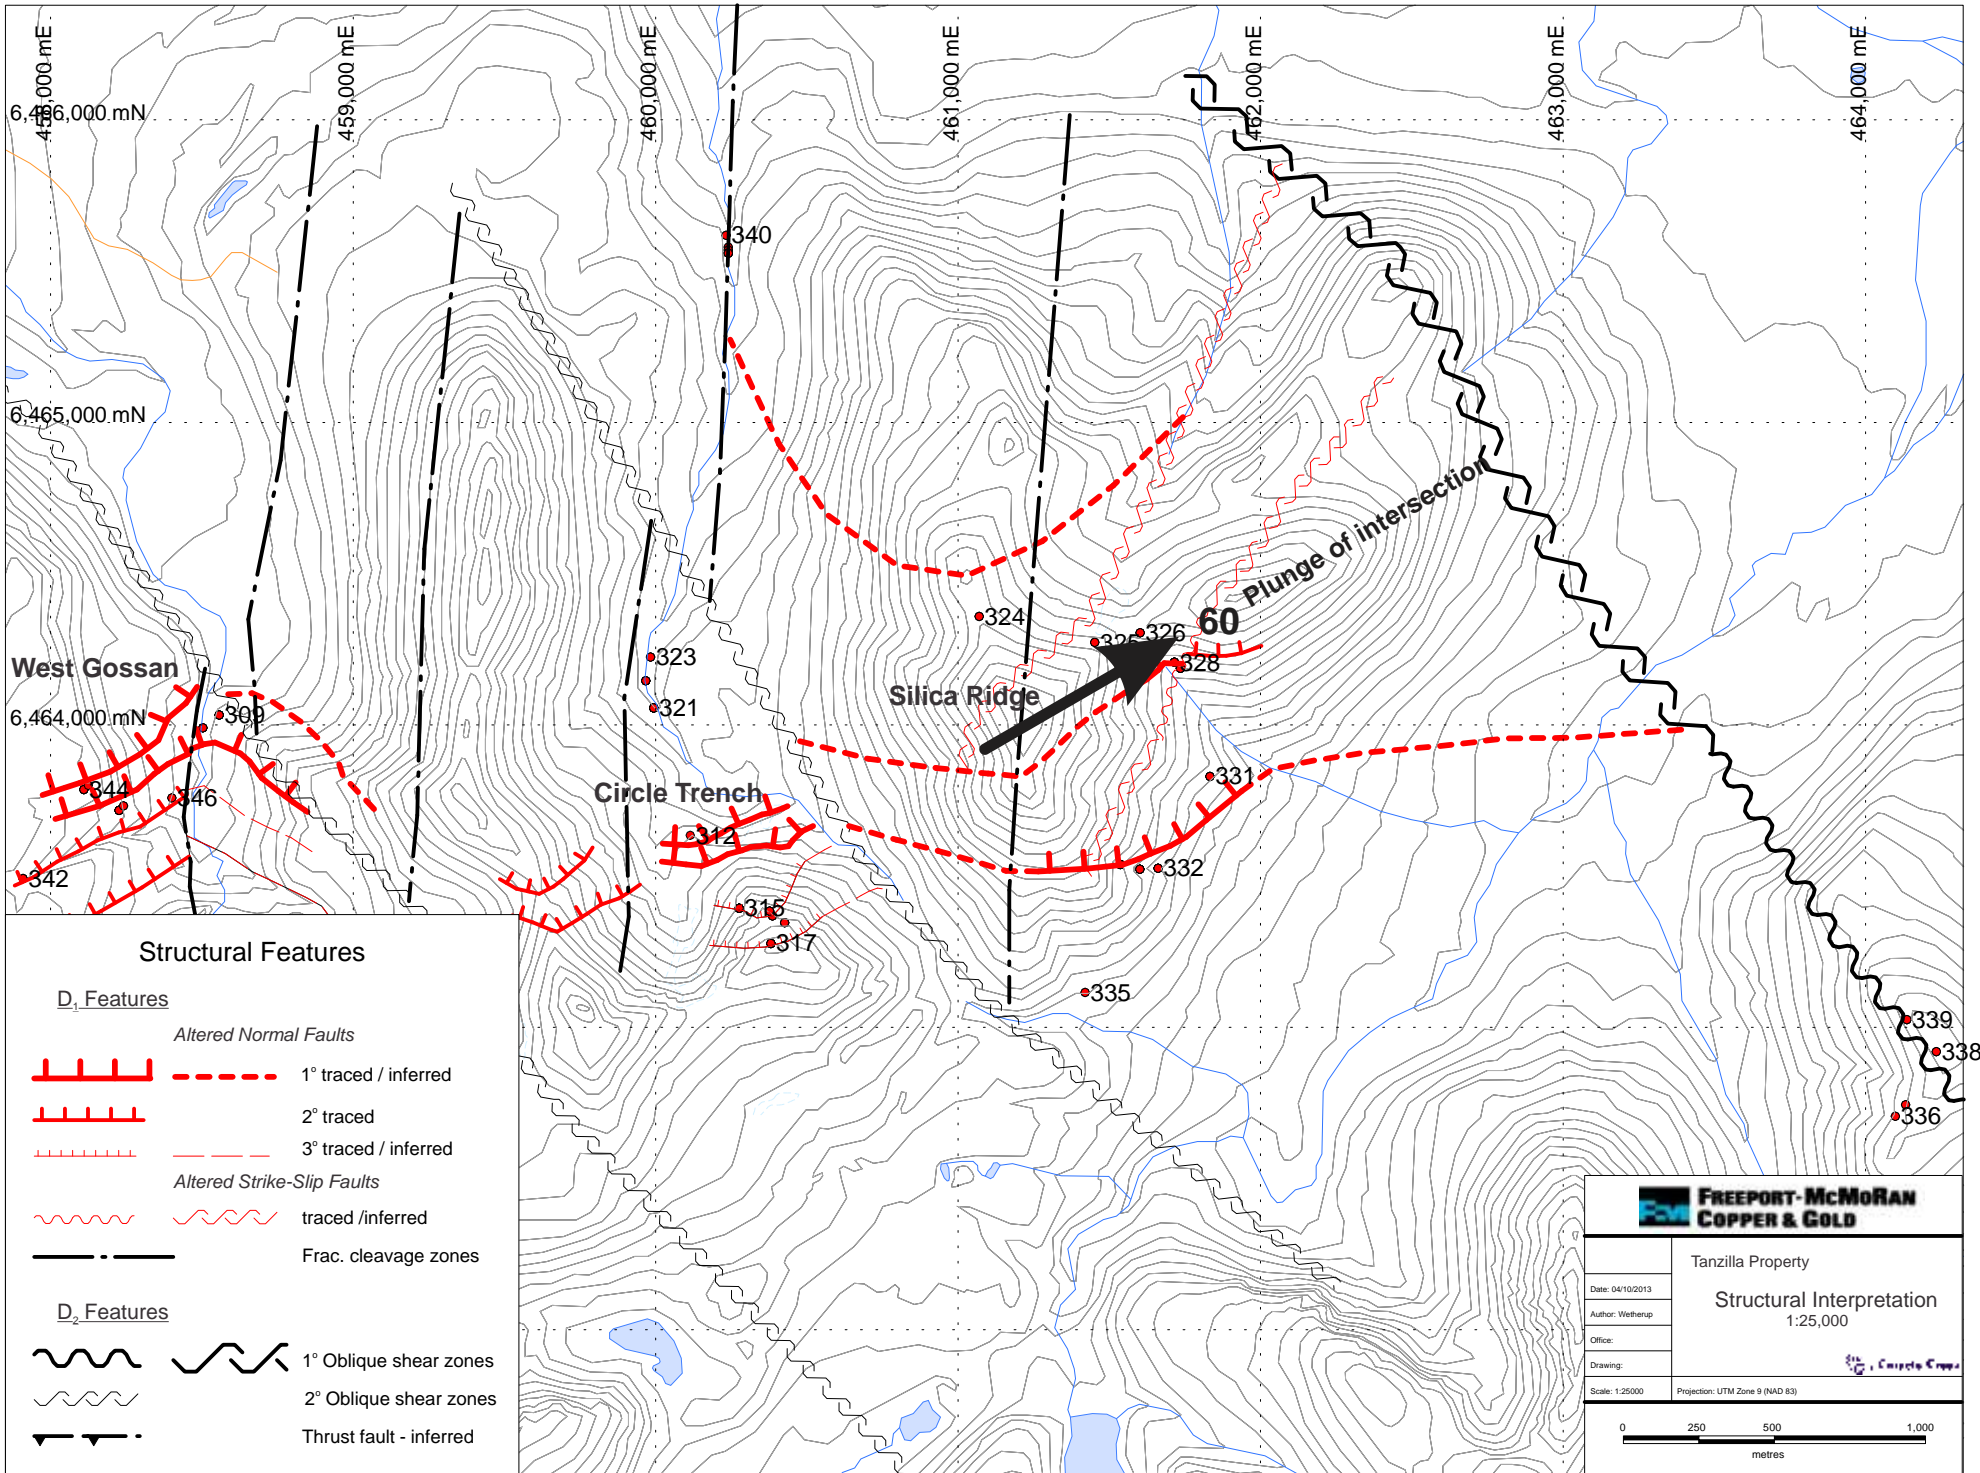 458,000 mE
459,000 mE
460,000 mE
461,000 mE
462,000 mE
463,000 mE
464,000 mE
6,466,000 mN
340
6,465,000 mN
Plunge of intersection
60
324
325
326
328
323
321
West Gossan
309
6,464,000 mN
Silica Ridge
344
346
342
Circle Trench
312
315
317
331
332
335
339
338
336
Structural Features
D1 Features
Altered Normal Faults
1° traced / inferred
2° traced
3° traced / inferred
Altered Strike-Slip Faults
traced /inferred
Frac. cleavage zones
D2 Features
1° Oblique shear zones
2° Oblique shear zones
Thrust fault - inferred
FREEPORT-MCMORAN
COPPER & GOLD
Tanzilla Property
Structural Interpretation
1:25,000
Date: 04/10/2013
Author: Wetherup
Office:
Drawing:
Scale: 1:25000
Projection: UTM Zone 9 (NAD 83)
0 250 500 1,000
metres